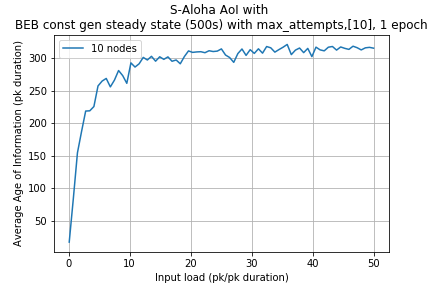 S-Aloha AoI with
BEB const gen steady state (500s) with max_attempts,[10], 1 epoch
10 nodes
Average Age of Information (pk duration)
300
250
200
150
100
50
0 10 20 30 40 50
Input load (pk/pk duration)